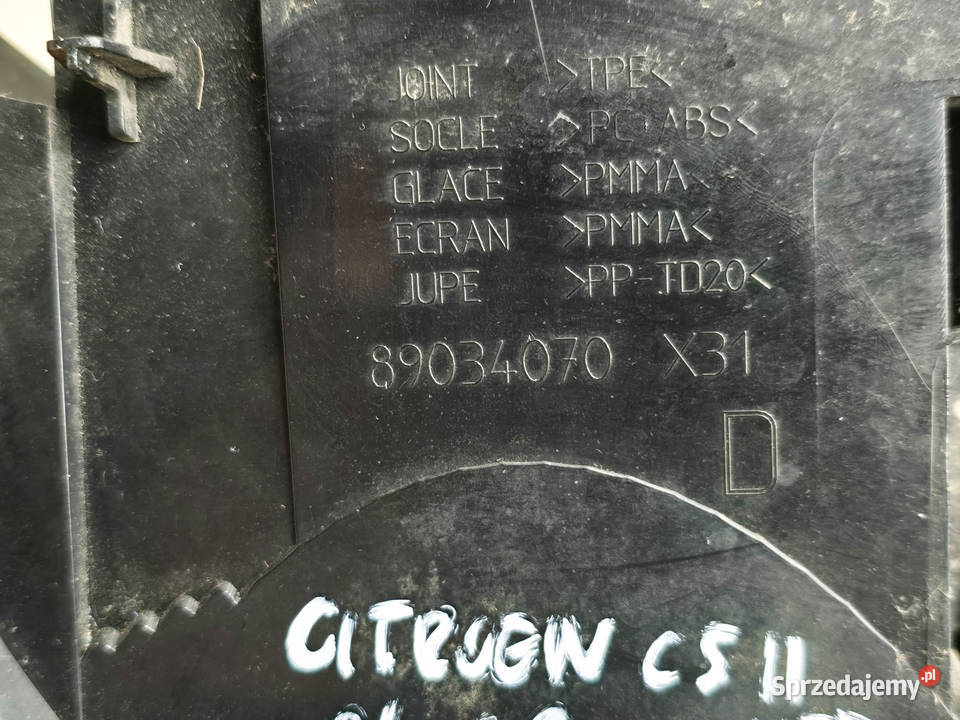 JOINT >TPE<
SOCLE >PC+ABS<
GLACE >PMMA<
ECRAN >PMMA<
JUPE >PP-TD20<
89034070 X31
D
CITROEN C5 II
Sprzedajemy.pl